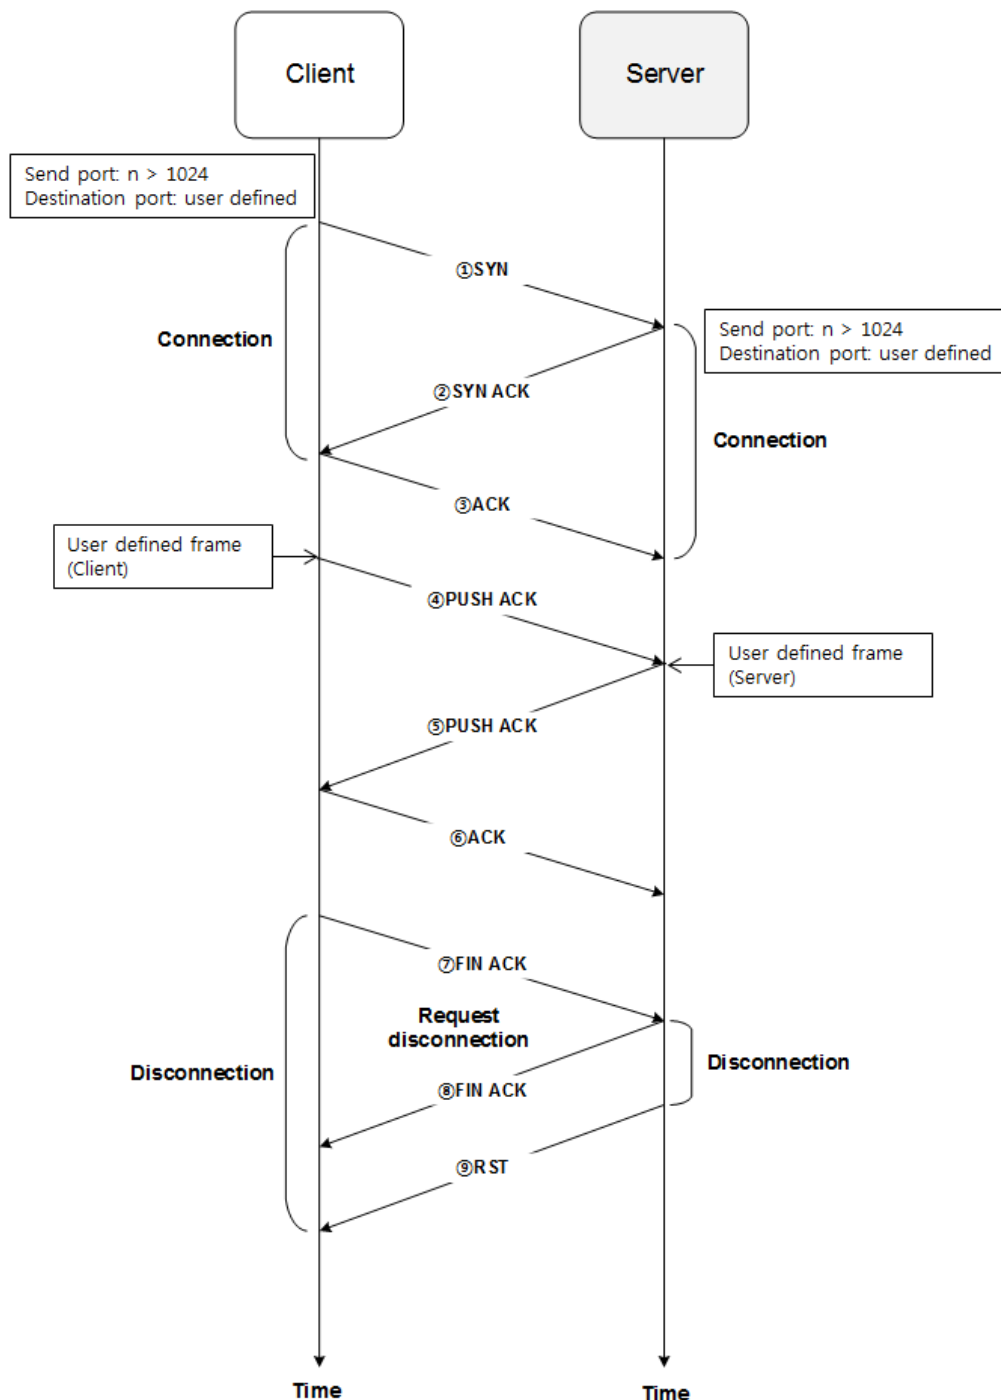 Client
Server
Send port: n > 1024
Destination port: user defined
①SYN
Connection
Send port: n > 1024
Destination port: user defined
②SYN ACK
Connection
③ACK
User defined frame
(Client)
④PUSH ACK
User defined frame
(Server)
⑤PUSH ACK
⑥ACK
⑦FIN ACK
Request
disconnection
Disconnection
Disconnection
⑧FIN ACK
⑨RST
Time
Time